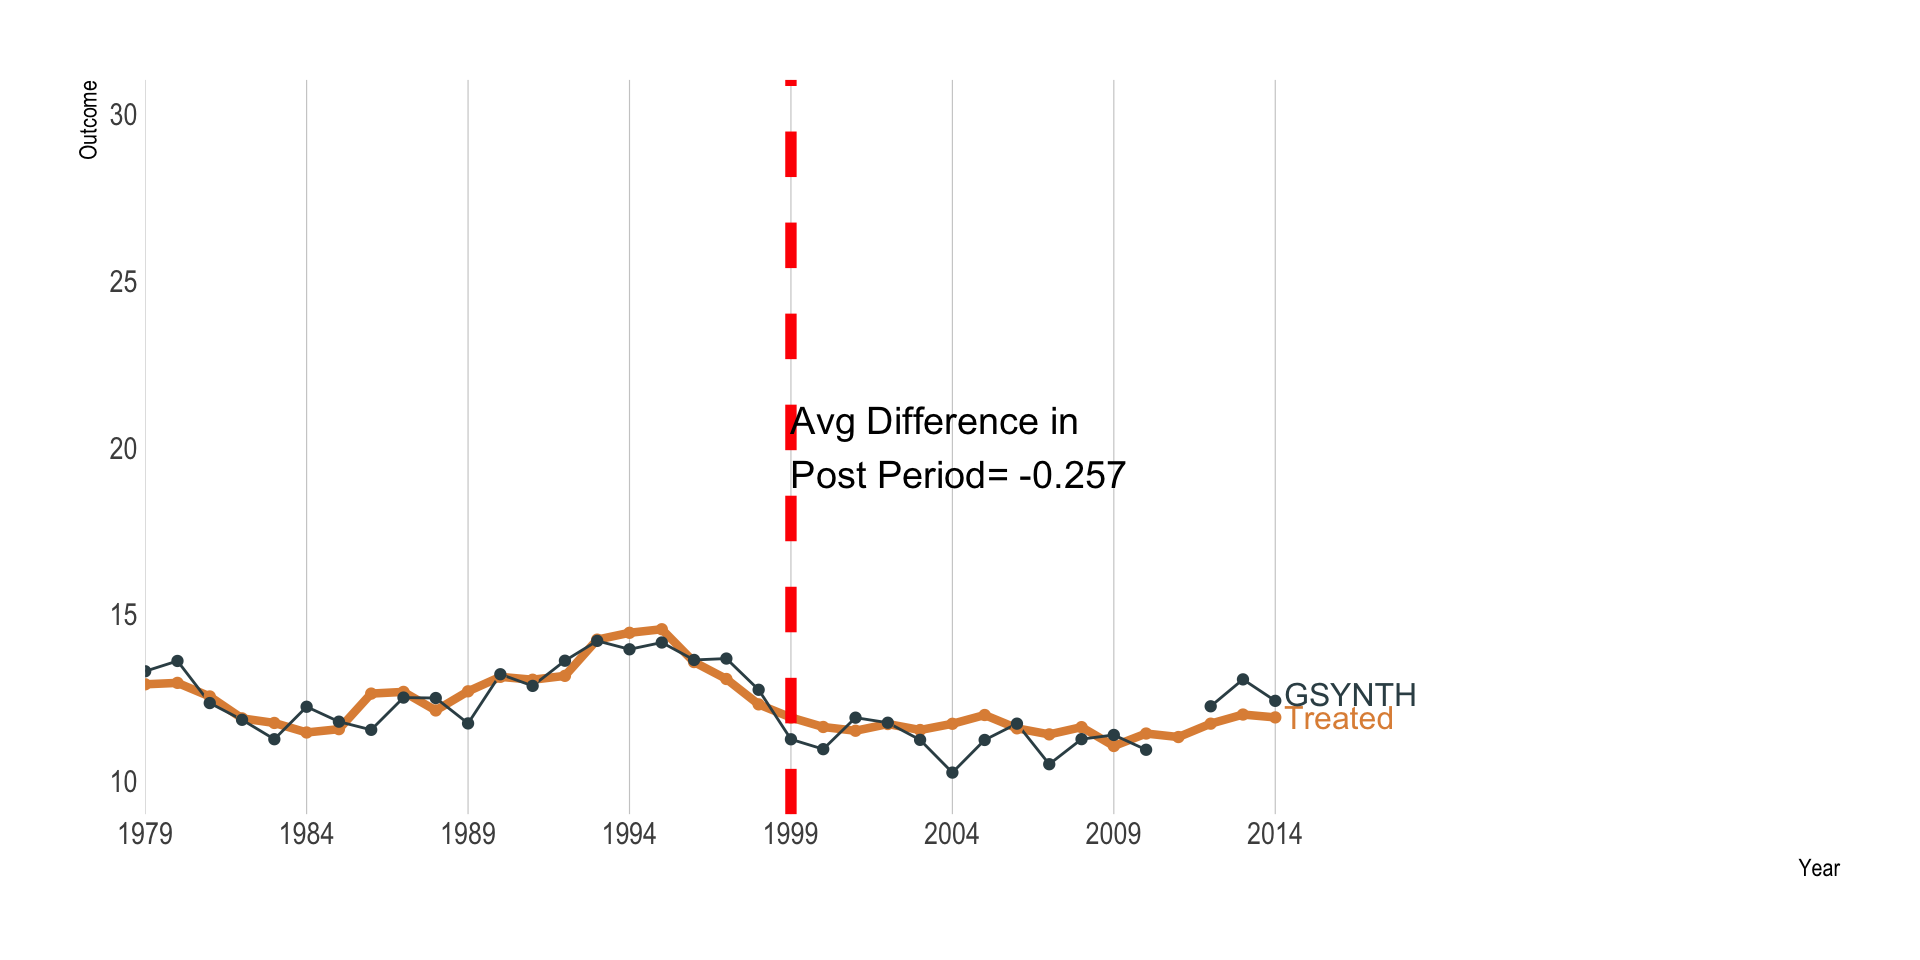 Outcome
30
25
20
15
10
Avg Difference in
Post Period= -0.257
GSYNTH
Treated
1979 1984 1989 1994 1999 2004 2009 2014
Year